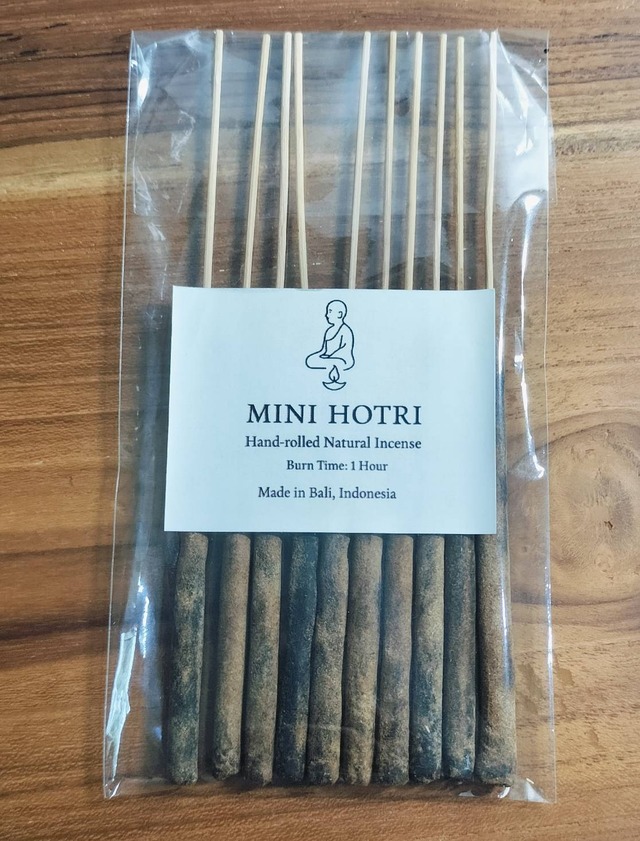 MINI HOTRI
Hand-rolled Natural Incense
Burn Time: 1 Hour
Made in Bali, Indonesia